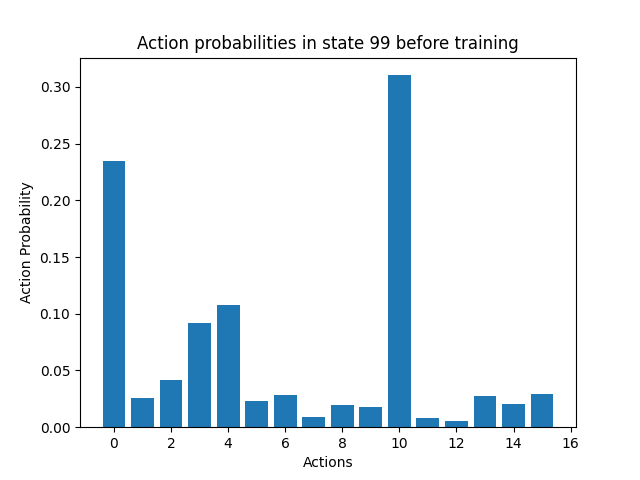 Action probabilities in state 99 before training
0.30
0.25
0.20
0.15
0.10
0.05
0.00
Action Probability
0 2 4 6 8 10 12 14 16
Actions